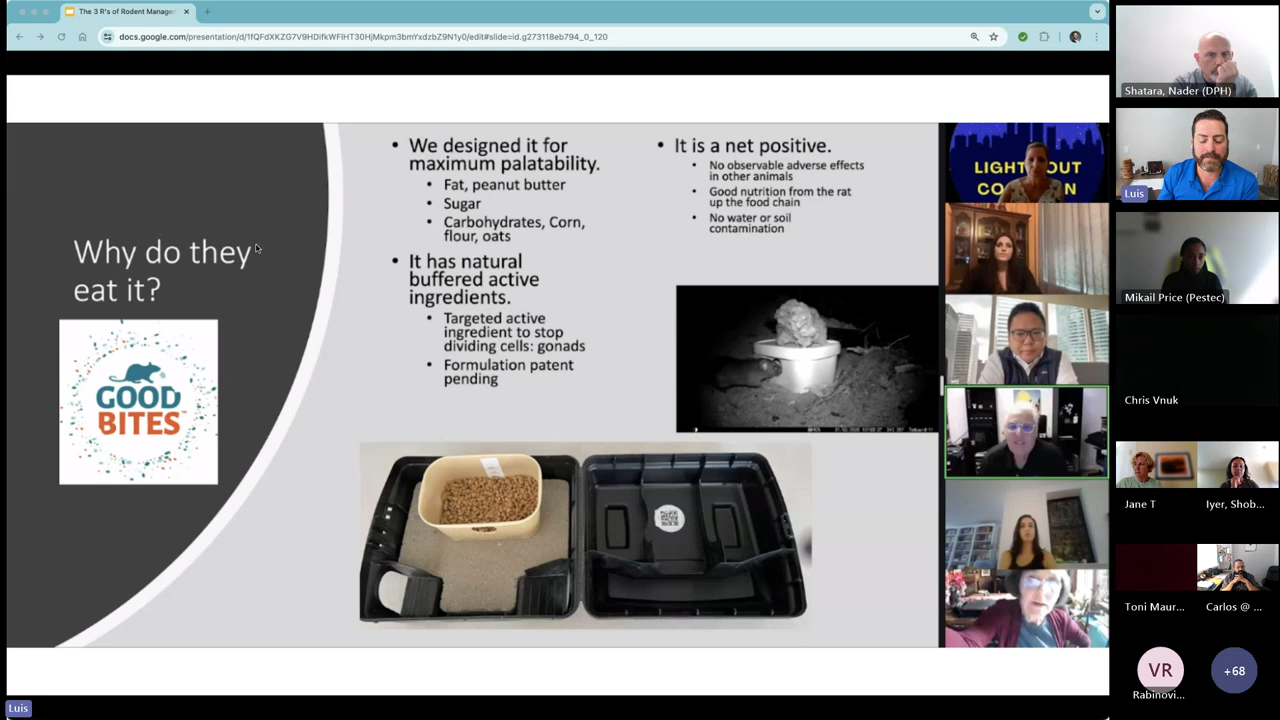 The 3 R's of Rodent Manage
docs.google.com/presentation/d/1fQFdXKZG7V9HDifkWFlHT30HjMkpm3bmYxdzbZ9N1y0/edit#slide=id.g273118eb794_0_120
Why do they
eat it?
GOOD
BITES
• We designed it for
maximum palatability.
• Fat, peanut butter
• Sugar
• Carbohydrates, Corn,
flour, oats
• It has natural
buffered active
ingredients.
• Targeted active
ingredient to stop
dividing cells: gonads
• Formulation patent
pending
• It is a net positive.
• No observable adverse effects
in other animals
• Good nutrition from the rat
up the food chain
• No water or soil
contamination
LIGHT OUT
CO
Shatara, Nader (DPH)
Luis
Mikail Price (Pestec)
Chris Vnuk
Jane T
Iyer, Shob...
Toni Maur...
Carlos @ ...
VR
Rabinovi...
+68
Luis